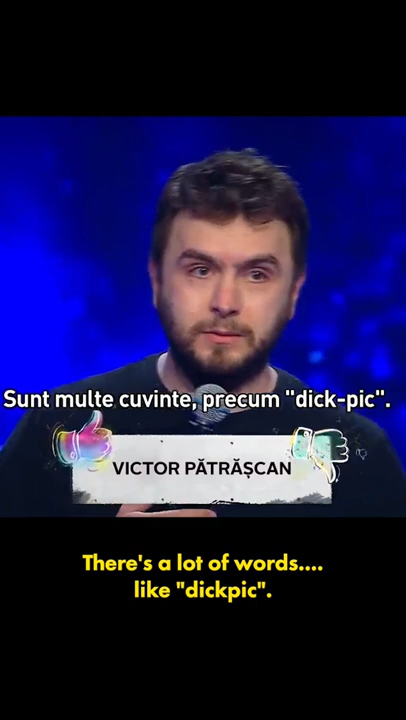 Sunt multe cuvinte, precum "dick-pic".
VICTOR PĂTRĂȘCAN
There's a lot of words....
like "dickpic".